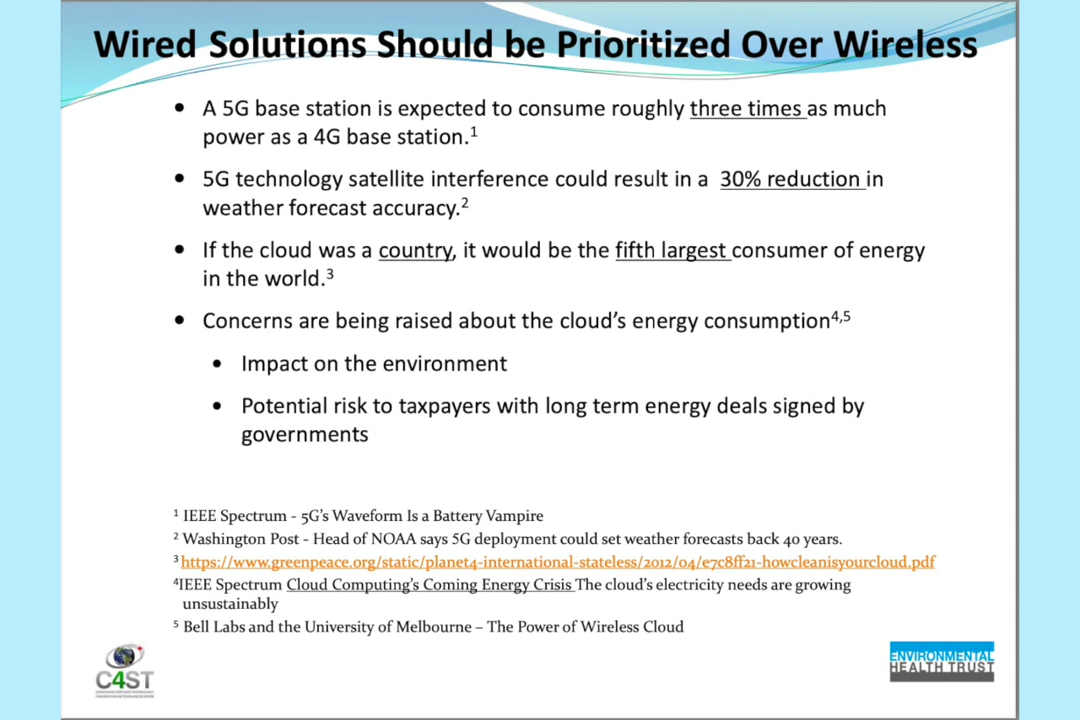 Wired Solutions Should be Prioritized Over Wireless
• A 5G base station is expected to consume roughly three times as much
power as a 4G base station.¹
• 5G technology satellite interference could result in a 30% reduction in
weather forecast accuracy.²
• If the cloud was a country, it would be the fifth largest consumer of energy
in the world.³
• Concerns are being raised about the cloud's energy consumption⁴,⁵
• Impact on the environment
• Potential risk to taxpayers with long term energy deals signed by
governments
¹ IEEE Spectrum - 5G's Waveform Is a Battery Vampire
² Washington Post - Head of NOAA says 5G deployment could set weather forecasts back 40 years.
³ https://www.greenpeace.org/static/planet4-international-stateless/2012/04/e7c8ff21-howcleanisyourcloud.pdf
⁴IEEE Spectrum Cloud Computing's Coming Energy Crisis The cloud's electricity needs are growing
unsustainably
⁵ Bell Labs and the University of Melbourne – The Power of Wireless Cloud
C4ST
ENVIRONMENTAL
HEALTH TRUST